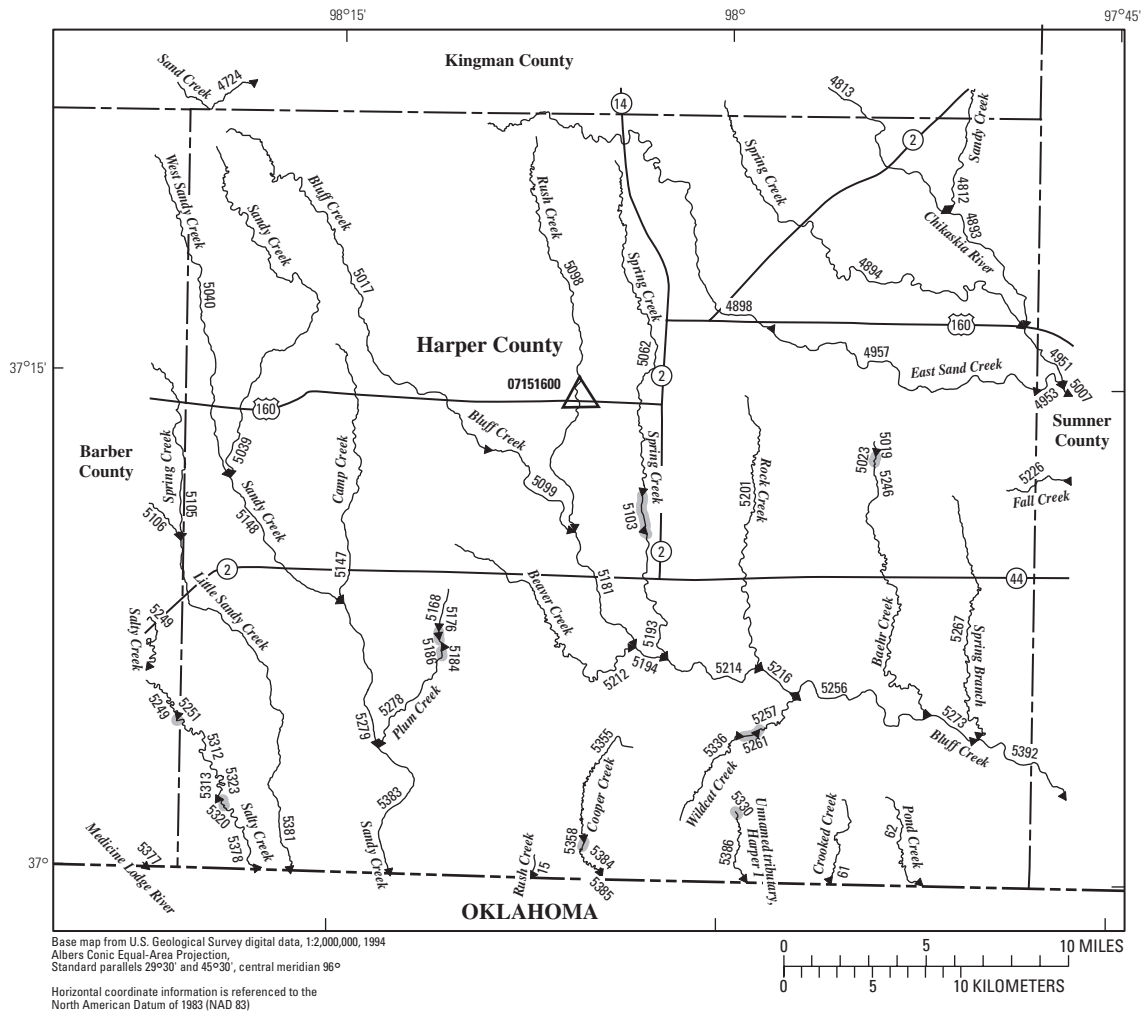 98°15'
98°
97°45'
Kingman County
Sand Creek
4724
14
4813
2
Sandy Creek
4812
4893
Chikaskia River
West Sandy Creek
Sandy Creek
Bluff Creek
Rush Creek
Spring Creek
Spring Creek
5040
5017
5098
4894
4898
160
5062
4957
East Sand Creek
4951
4953
5007
37°15'
Harper County
07151600
2
160
Sumner County
Barber County
Spring Creek
5105
5106
5039
Sandy Creek
5148
Camp Creek
5147
Bluff Creek
5099
Spring Creek
5103
2
Rock Creek
5201
5019
5023
5246
5226
Fall Creek
2
44
Little Sandy Creek
5249
Salty Creek
5168
5176
5186
5184
Beaver Creek
5181
5193
5194
5212
5214
5216
Baehr Creek
5267
Spring Branch
5256
5273
Bluff Creek
5392
5249
5251
5312
5313
5323
5320
Salty Creek
5378
5381
5279
5278
Plum Creek
5383
Sandy Creek
5355
Cooper Creek
5358
5384
5385
5257
5261
5336
Wildcat Creek
5330
5386
Unnamed tributary,
Harper 1
Crooked Creek
61
Pond Creek
62
Rush Creek
15
37°
5377
Medicine Lodge River
OKLAHOMA
Base map from U.S. Geological Survey digital data, 1:2,000,000, 1994
Albers Conic Equal-Area Projection,
Standard parallels 29°30' and 45°30', central meridian 96°
Horizontal coordinate information is referenced to the
North American Datum of 1983 (NAD 83)
0 5 10 MILES
0 5 10 KILOMETERS